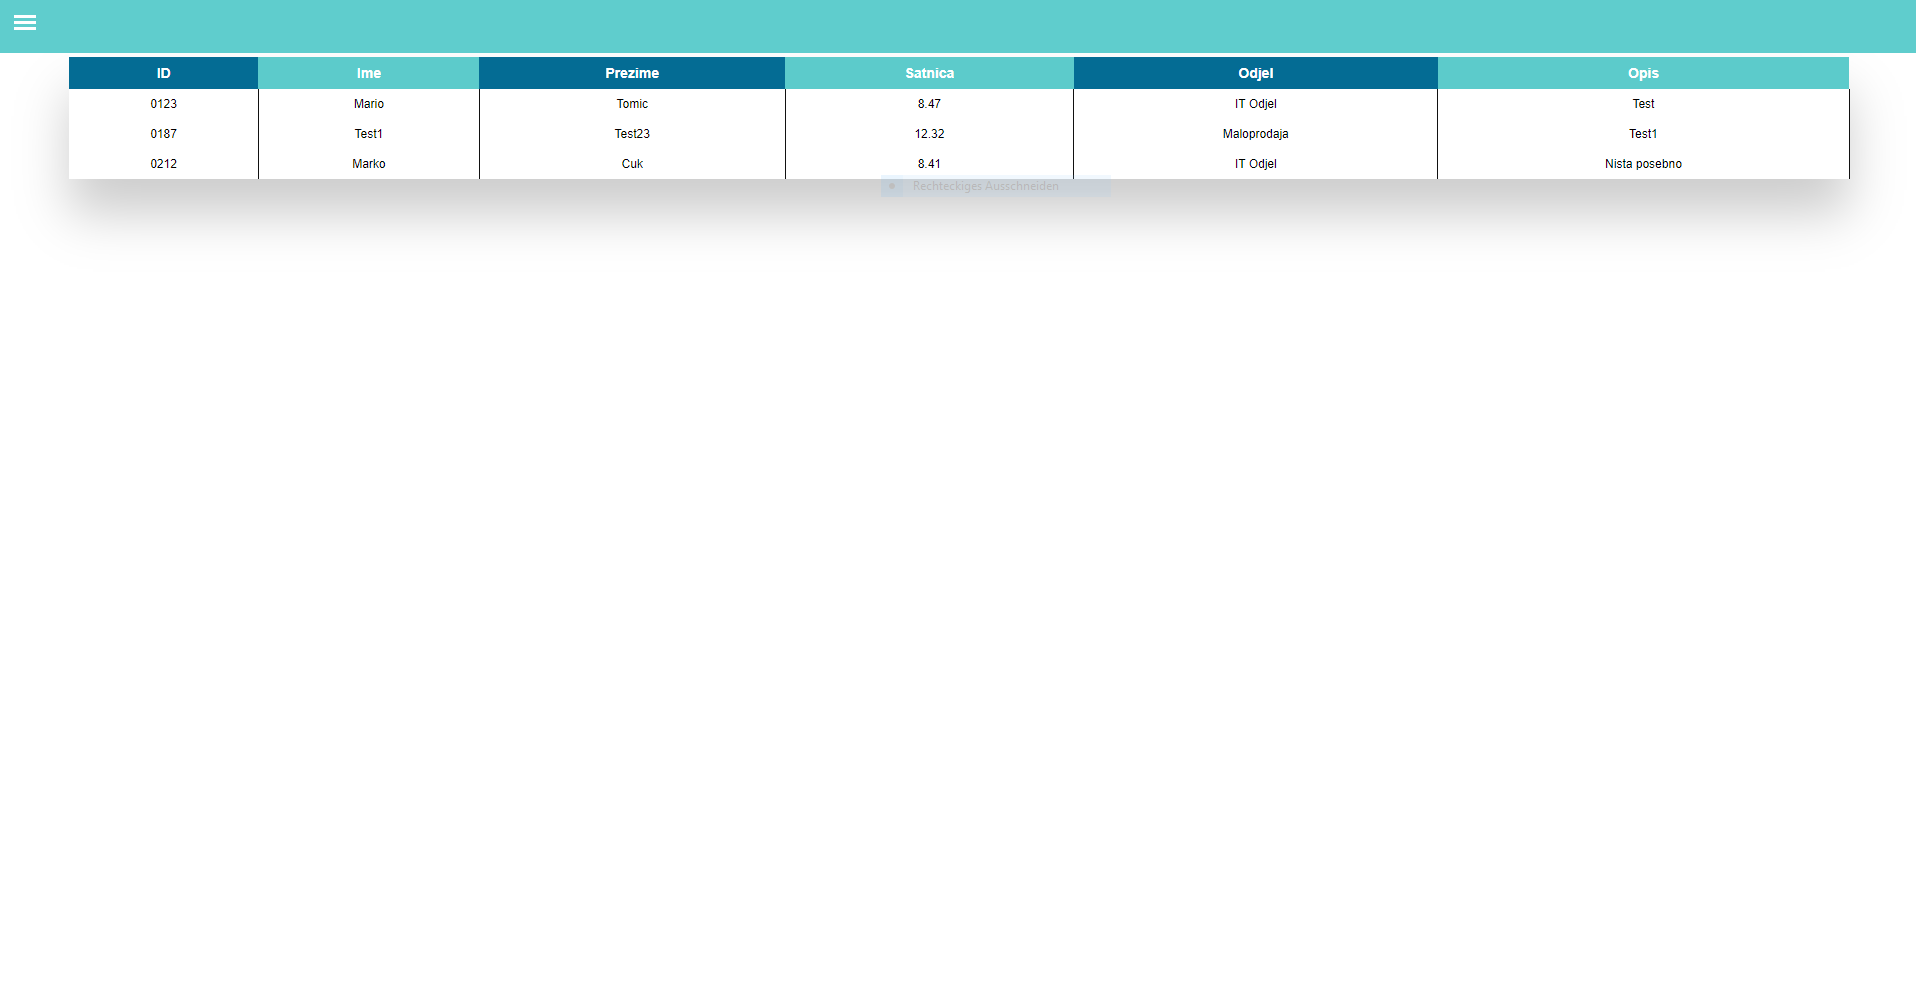 ID Ime Prezime Satnica Odjel Opis
0123 Mario Tomic 8.47 IT Odjel Test
0187 Test1 Test23 12.32 Maloprodaja Test1
0212 Marko Cuk 8.41 IT Odjel Nista posebno
Rechteckiges Ausschneiden